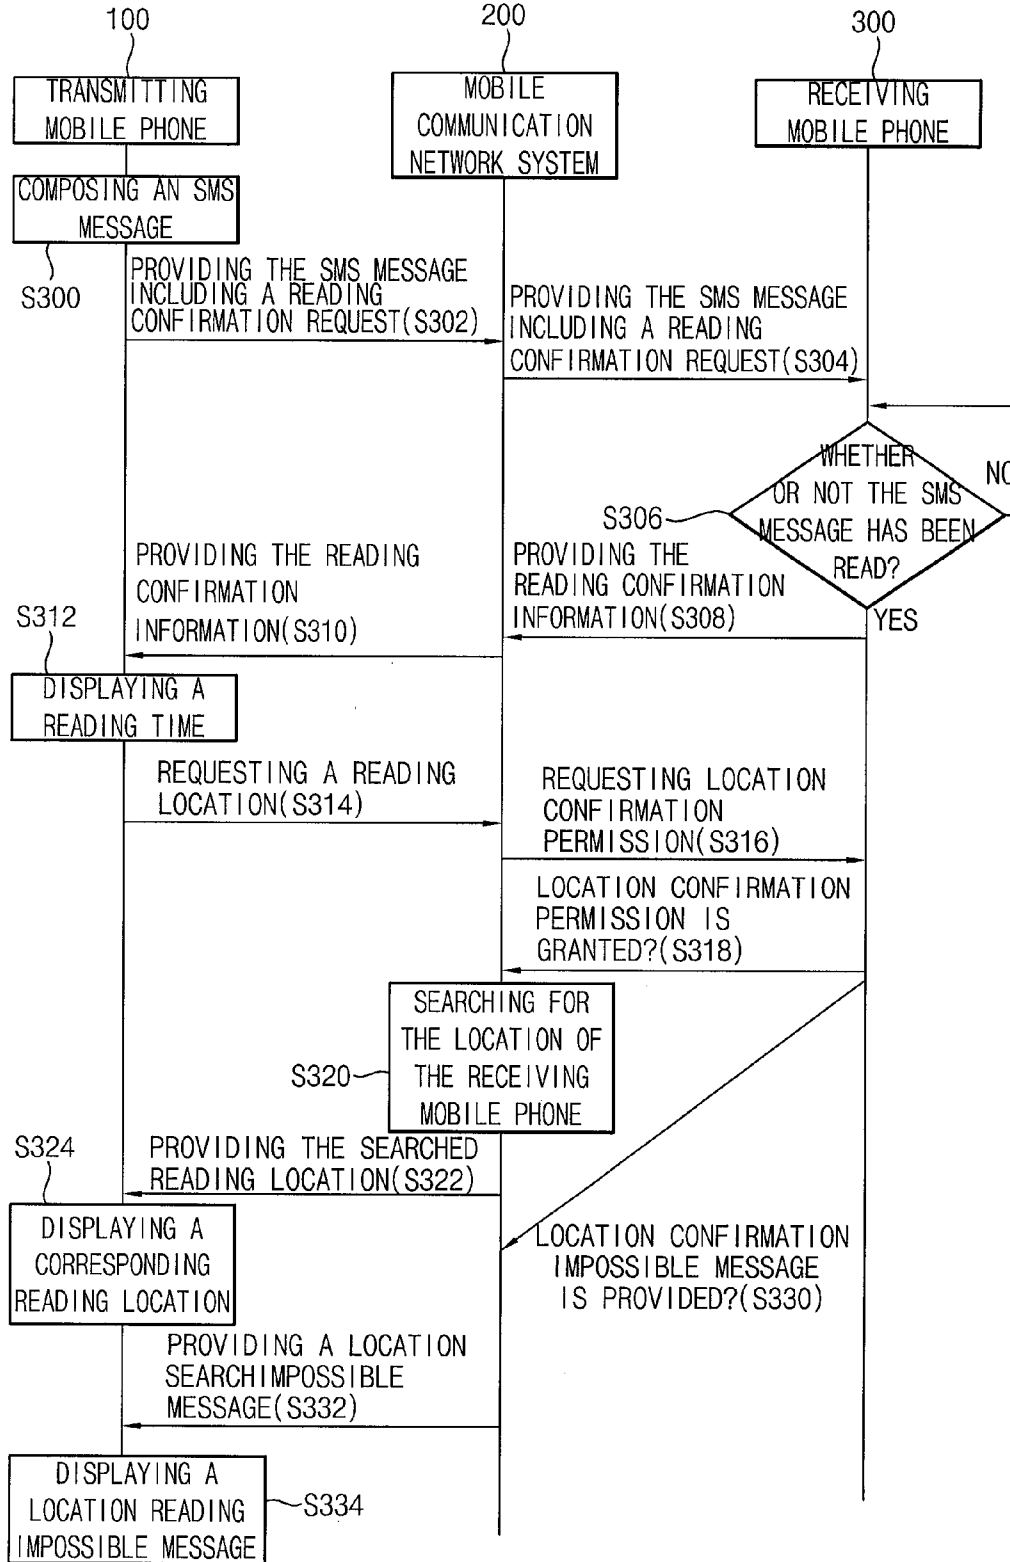 100
200
300
TRANSMITTING
MOBILE PHONE
MOBILE
COMMUNICATION
NETWORK SYSTEM
RECEIVING
MOBILE PHONE
COMPOSING AN SMS
MESSAGE
S300
PROVIDING THE SMS MESSAGE
INCLUDING A READING
CONFIRMATION REQUEST(S302)
PROVIDING THE SMS MESSAGE
INCLUDING A READING
CONFIRMATION REQUEST(S304)
WHETHER
OR NOT THE SMS
MESSAGE HAS BEEN
READ?
NO
S306
YES
PROVIDING THE
READING CONFIRMATION
INFORMATION(S308)
PROVIDING THE READING
CONFIRMATION
INFORMATION(S310)
S312
DISPLAYING A
READING TIME
REQUESTING A READING
LOCATION(S314)
REQUESTING LOCATION
CONFIRMATION
PERMISSION(S316)
LOCATION CONFIRMATION
PERMISSION IS
GRANTED?(S318)
SEARCHING FOR
THE LOCATION OF
THE RECEIVING
MOBILE PHONE
S320
PROVIDING THE SEARCHED
READING LOCATION(S322)
S324
DISPLAYING A
CORRESPONDING
READING LOCATION
LOCATION CONFIRMATION
IMPOSSIBLE MESSAGE
IS PROVIDED?(S330)
PROVIDING A LOCATION
SEARCHIMPOSSIBLE
MESSAGE(S332)
DISPLAYING A
LOCATION READING
IMPOSSIBLE MESSAGE
S334